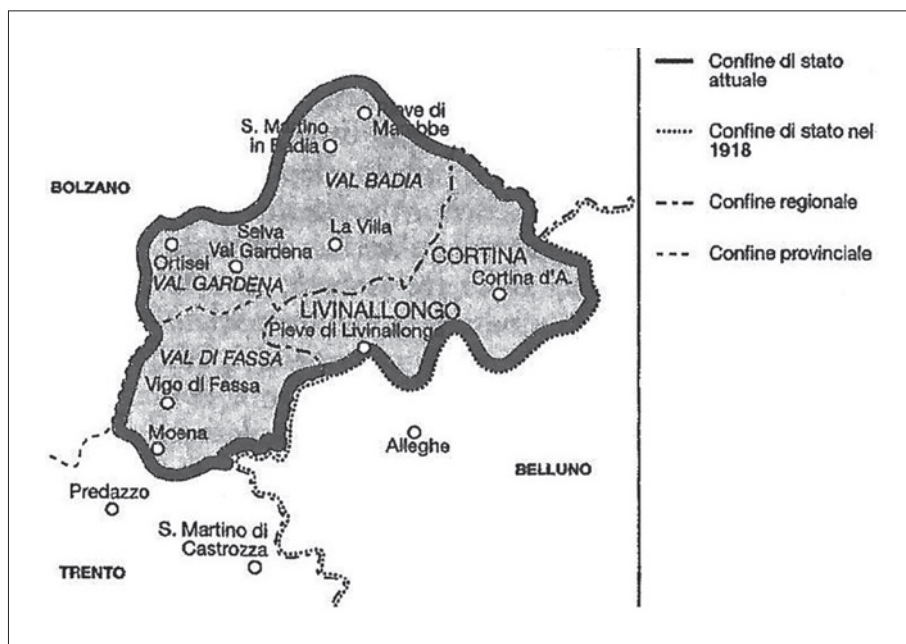 Confine di stato
attuale
Confine di stato nel
1918
Confine regionale
Confine provinciale
Pieve di
Marebbe
S. Martino
in Badia
BOLZANO
VAL BADIA
Selva
Val Gardena
La Villa
Ortisei
VAL GARDENA
CORTINA
Cortina d'A.
LIVINALLONGO
Pieve di Livinallongo
VAL DI FASSA
Vigo di Fassa
Moena
Alleghe
BELLUNO
Predazzo
S. Martino di
Castrozza
TRENTO